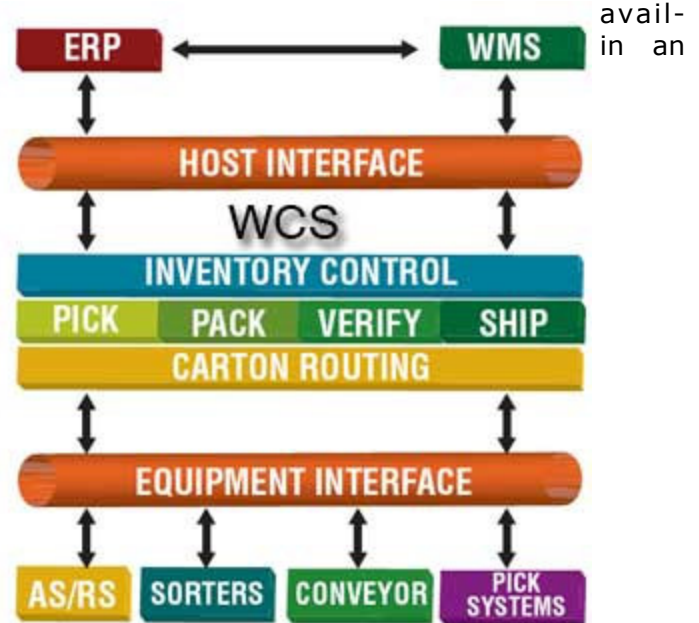 avail-
in an
ERP
WMS
HOST INTERFACE
WCS
INVENTORY CONTROL
PICK PACK VERIFY SHIP
CARTON ROUTING
EQUIPMENT INTERFACE
AS/RS SORTERS CONVEYOR PICK SYSTEMS